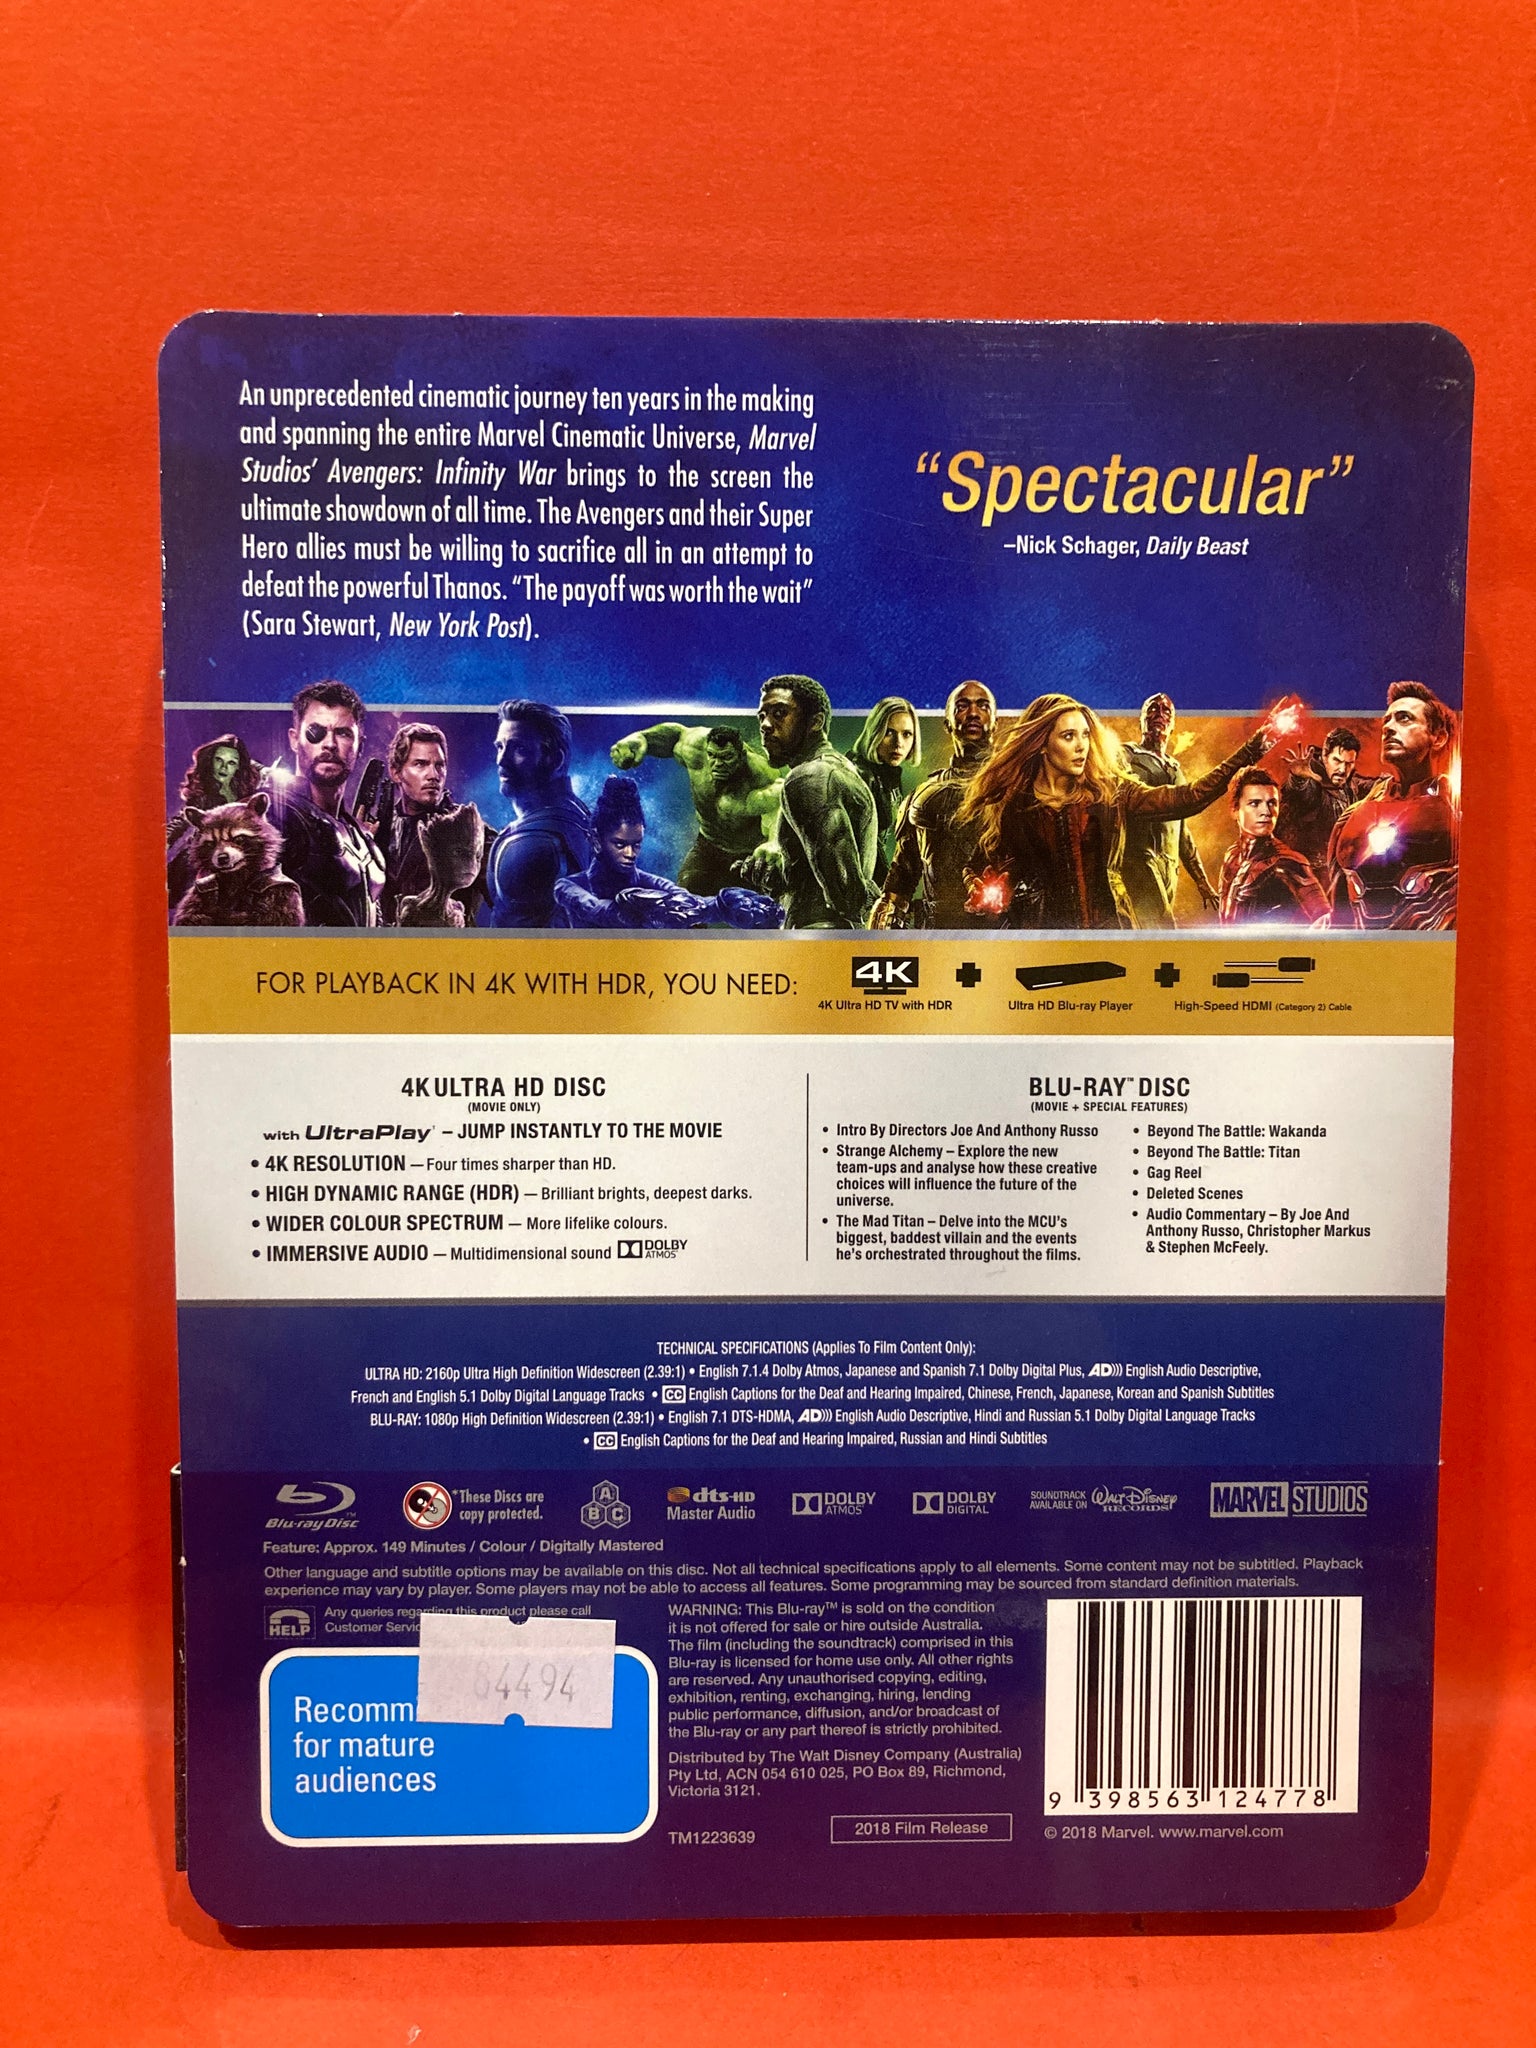 An unprecedented cinematic journey ten years in the making
and spanning the entire Marvel Cinematic Universe, Marvel
Studios' Avengers: Infinity War brings to the screen the
ultimate showdown of all time. The Avengers and their Super
Hero allies must be willing to sacrifice all in an attempt to
defeat the powerful Thanos. "The payoff was worth the wait"
(Sara Stewart, New York Post).
"Spectacular"
–Nick Schager, Daily Beast
FOR PLAYBACK IN 4K WITH HDR, YOU NEED:
4K
4K Ultra HD TV with HDR
Ultra HD Blu-ray Player
High-Speed HDMI (Category 2) Cable
4K ULTRA HD DISC
(MOVIE ONLY)
with UltraPlay – JUMP INSTANTLY TO THE MOVIE
• 4K RESOLUTION — Four times sharper than HD.
• HIGH DYNAMIC RANGE (HDR) — Brilliant brights, deepest darks.
• WIDER COLOUR SPECTRUM — More lifelike colours.
• IMMERSIVE AUDIO — Multidimensional sound DOLBY ATMOS
BLU-RAY™ DISC
(MOVIE + SPECIAL FEATURES)
• Intro By Directors Joe And Anthony Russo
• Strange Alchemy – Explore the new
team-ups and analyse how these creative
choices will influence the future of the
universe.
• The Mad Titan – Delve into the MCU's
biggest, baddest villain and the events
he's orchestrated throughout the films.
• Beyond The Battle: Wakanda
• Beyond The Battle: Titan
• Gag Reel
• Deleted Scenes
• Audio Commentary – By Joe And
Anthony Russo, Christopher Markus
& Stephen McFeely.
TECHNICAL SPECIFICATIONS (Applies To Film Content Only):
ULTRA HD: 2160p Ultra High Definition Widescreen (2.39:1) • English 7.1.4 Dolby Atmos, Japanese and Spanish 7.1 Dolby Digital Plus, AD))) English Audio Descriptive,
French and English 5.1 Dolby Digital Language Tracks • CC English Captions for the Deaf and Hearing Impaired, Chinese, French, Japanese, Korean and Spanish Subtitles
BLU-RAY: 1080p High Definition Widescreen (2.39:1) • English 7.1 DTS-HDMA, AD))) English Audio Descriptive, Hindi and Russian 5.1 Dolby Digital Language Tracks
• CC English Captions for the Deaf and Hearing Impaired, Russian and Hindi Subtitles
Blu-ray Disc™
*These Discs are
copy protected.
A
B C
dts-HD
Master Audio
DOLBY
ATMOS
DOLBY
DIGITAL
SOUNDTRACK
AVAILABLE ON
WALT DISNEY
RECORDS
MARVEL STUDIOS
Feature: Approx. 149 Minutes / Colour / Digitally Mastered
Other language and subtitle options may be available on this disc. Not all technical specifications apply to all elements. Some content may not be subtitled. Playback
experience may vary by player. Some players may not be able to access all features. Some programming may be sourced from standard definition materials.
HELP
Any queries regarding this product please call
Customer
84494
Recomm
for mature
audiences
WARNING: This Blu-ray™ is sold on the condition
it is not offered for sale or hire outside Australia.
The film (including the soundtrack) comprised in this
Blu-ray is licensed for home use only. All other rights
are reserved. Any unauthorised copying, editing,
exhibition, renting, exchanging, hiring, lending
public performance, diffusion, and/or broadcast of
the Blu-ray or any part thereof is strictly prohibited.
Distributed by The Walt Disney Company (Australia)
Pty Ltd, ACN 054 610 025, PO Box 89, Richmond,
Victoria 3121.
TM1223639
2018 Film Release
9 398563 124778
© 2018 Marvel. www.marvel.com